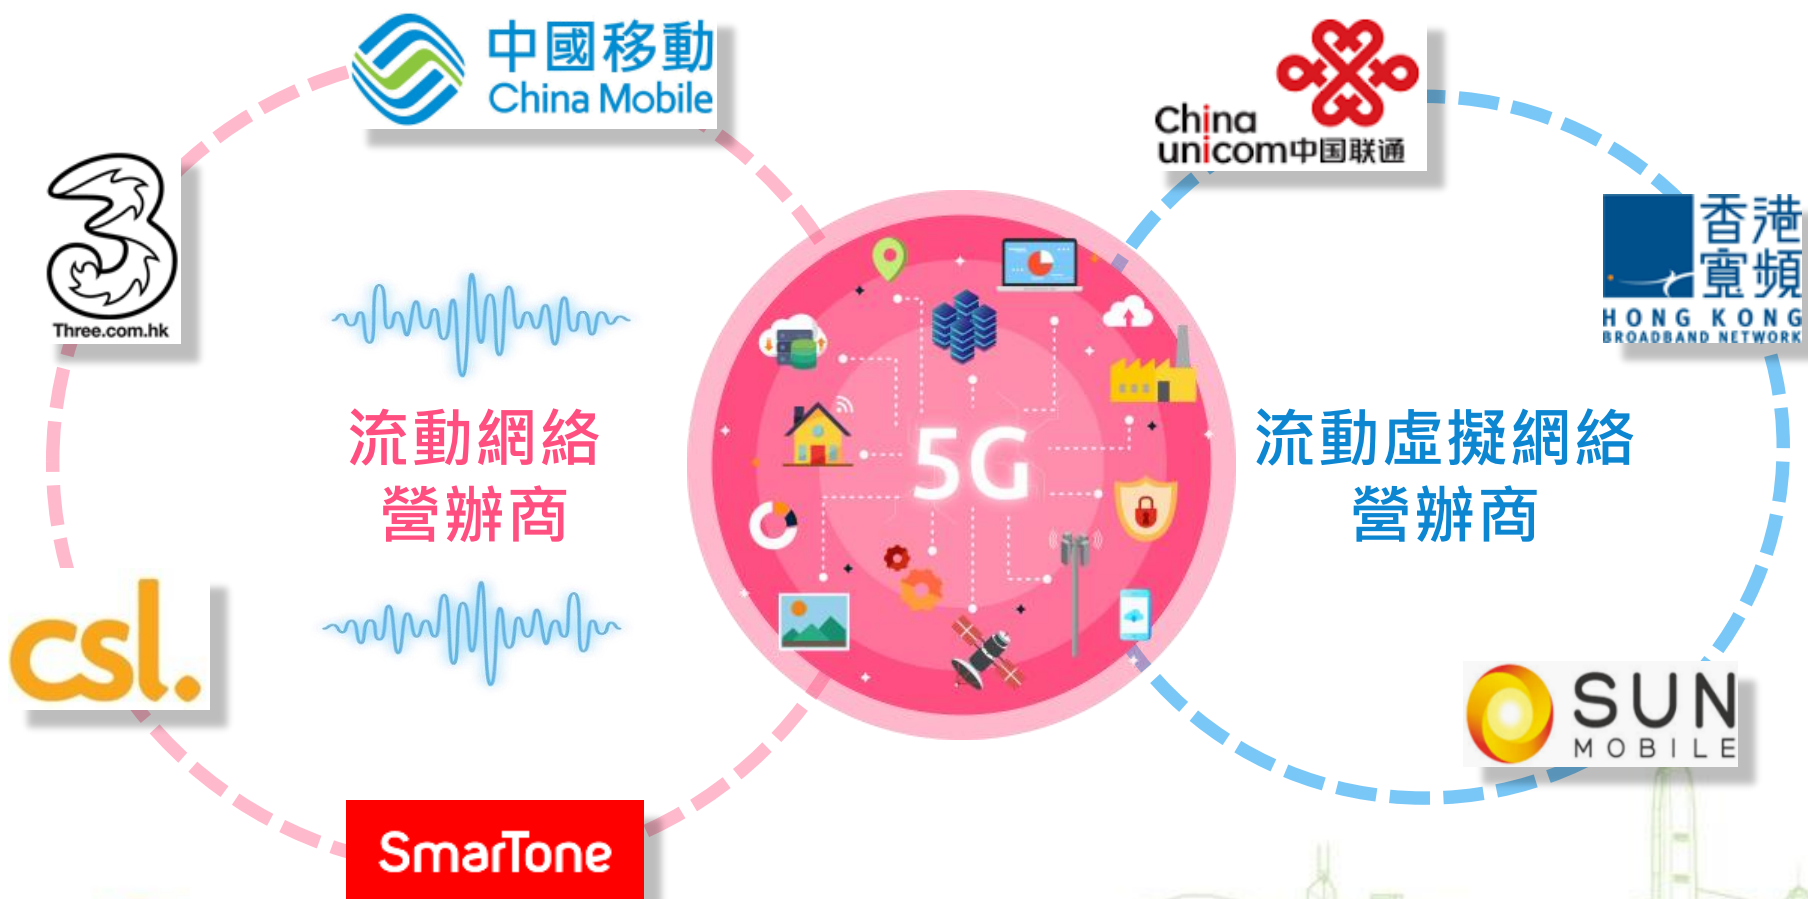 中國移動
China Mobile
Three.com.hk
流動網絡
營辦商
csl.
SmarTone
5G
China
unicom中国联通
香港
寬頻
HONG KONG
BROADBAND NETWORK
流動虛擬網絡
營辦商
SUN
MOBILE